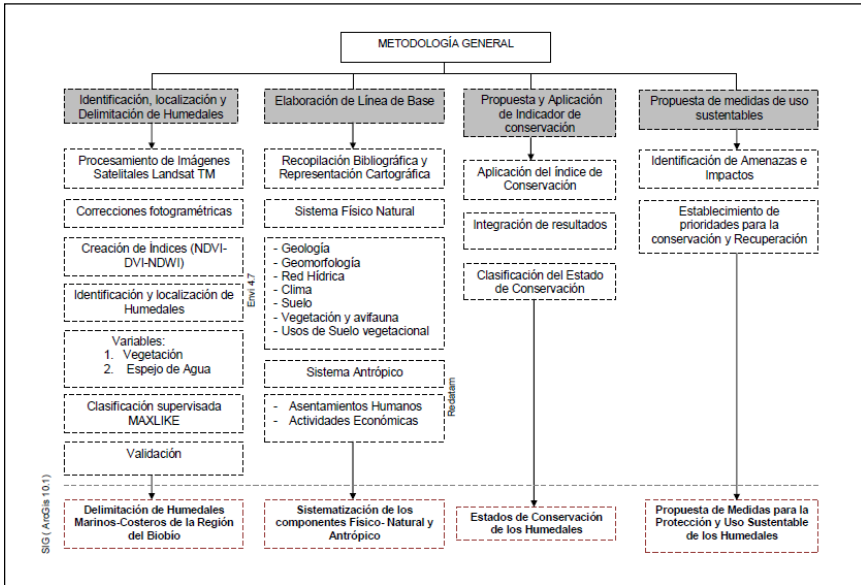 METODOLOGÍA GENERAL
Identificación, localización y
Delimitación de Humedales
Procesamiento de Imágenes
Satelitales Landsat TM
Correcciones fotogramétricas
Creación de Índices (NDVI-
DVI-NDWI)
Identificación y localización de
Humedales
Variables:
1. Vegetación
2. Espejo de Agua
Clasificación supervisada
MAXLIKE
Validación
Envi 4.7
Delimitación de Humedales
Marinos-Costeros de la Región
del Biobío
Elaboración de Línea de Base
Recopilación Bibliográfica y
Representación Cartográfica
Sistema Físico Natural
- Geología
- Geomorfología
- Red Hídrica
- Clima
- Suelo
- Vegetación y avifauna
- Usos de Suelo vegetacional
Sistema Antrópico
- Asentamientos Humanos
- Actividades Económicas
Redatam
Sistematización de los
componentes Físico- Natural y
Antrópico
Propuesta y Aplicación
de Indicador de
conservación
Aplicación del índice de
Conservación
Integración de resultados
Clasificación del Estado
de Conservación
Estados de Conservación
de los Humedales
Propuesta de medidas de uso
sustentables
Identificación de Amenazas e
Impactos
Establecimiento de
prioridades para la
conservación y Recuperación
Propuesta de Medidas para la
Protección y Uso Sustentable
de los Humedales
SIG ( ArcGis 10.1)